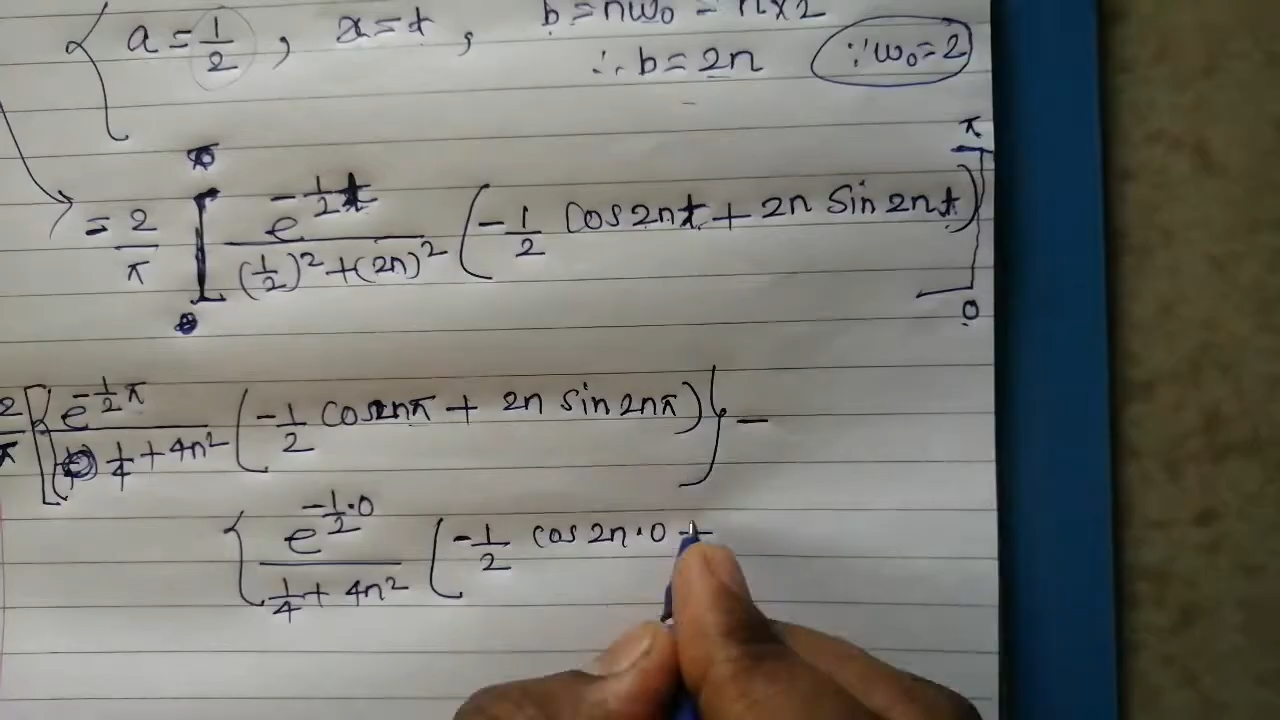 a = 1/2 , x = t , b = nω₀ = n×2
∴ b = 2n (∵ ω₀ = 2)
= 2/π [ e^(-1/2 t) / ((1/2)² + (2n)²) ( -1/2 cos 2nt + 2n sin 2nt ) ]₀^π
2/π [ { e^(-1/2 π) / (1/4 + 4n²) ( -1/2 cos 2nπ + 2n sin 2nπ ) } -
{ e^(-1/2 · 0) / (1/4 + 4n²) ( -1/2 cos 2n·0 +